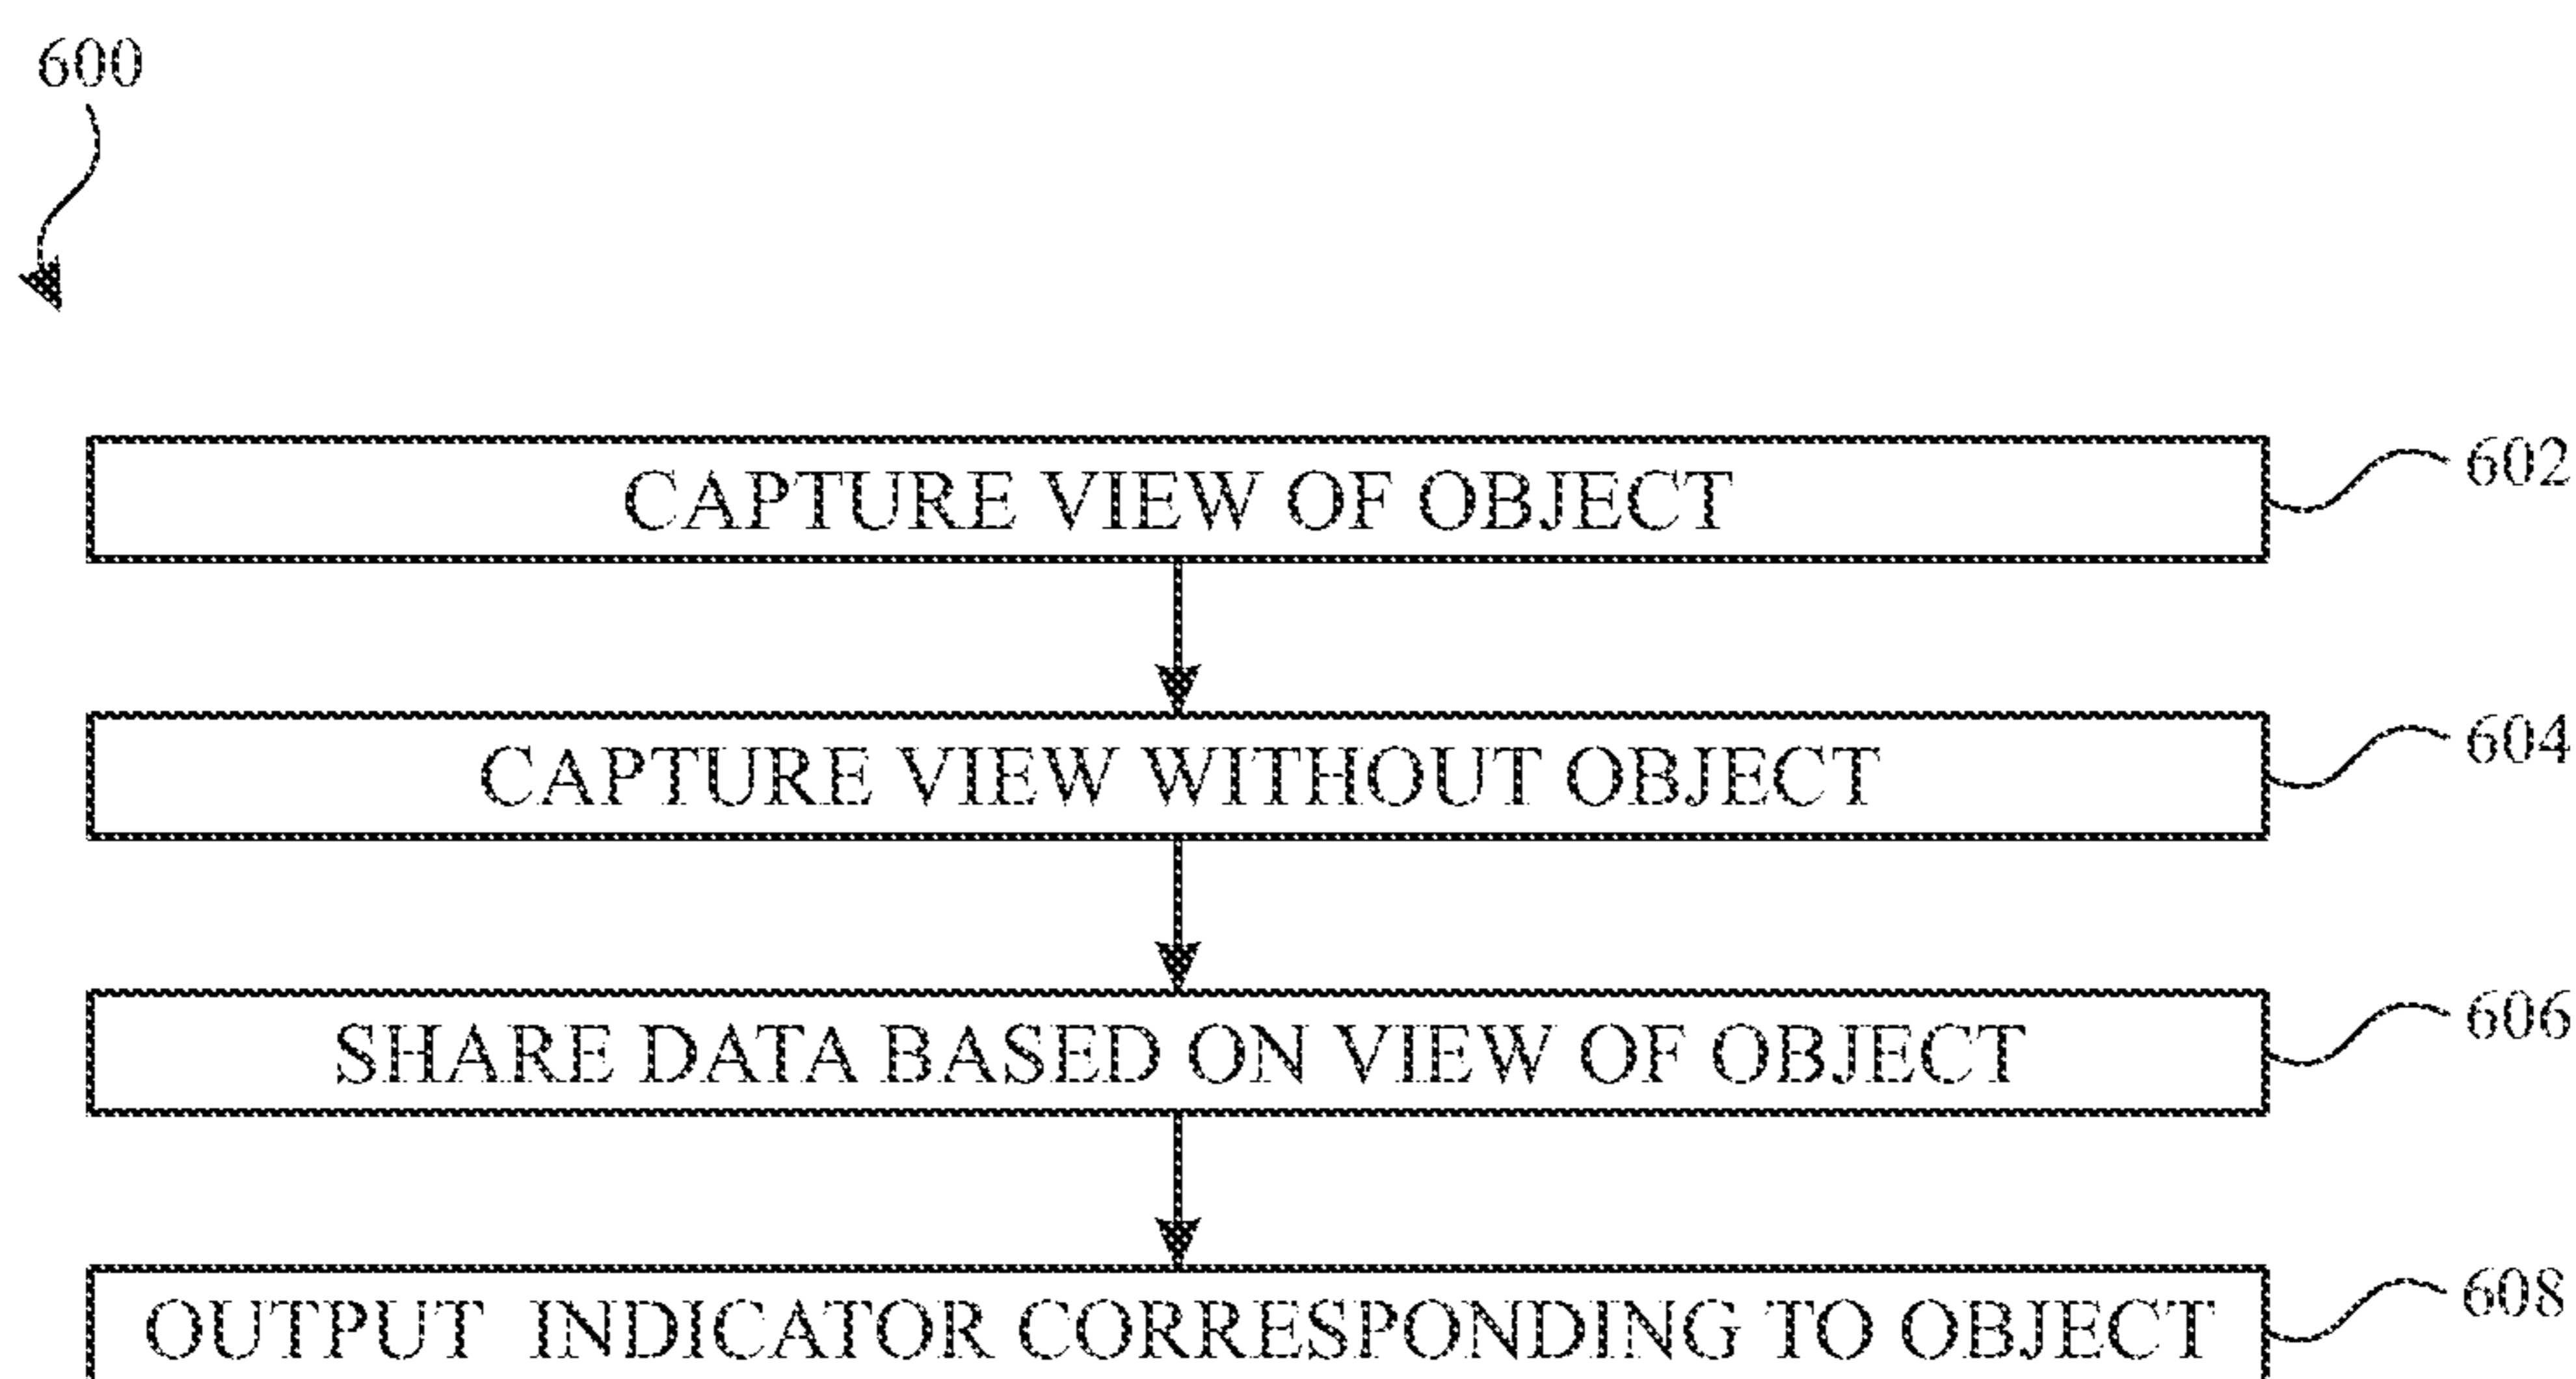 600
CAPTURE VIEW OF OBJECT
602
CAPTURE VIEW WITHOUT OBJECT
604
SHARE DATA BASED ON VIEW OF OBJECT
606
OUTPUT INDICATOR CORRESPONDING TO OBJECT
608